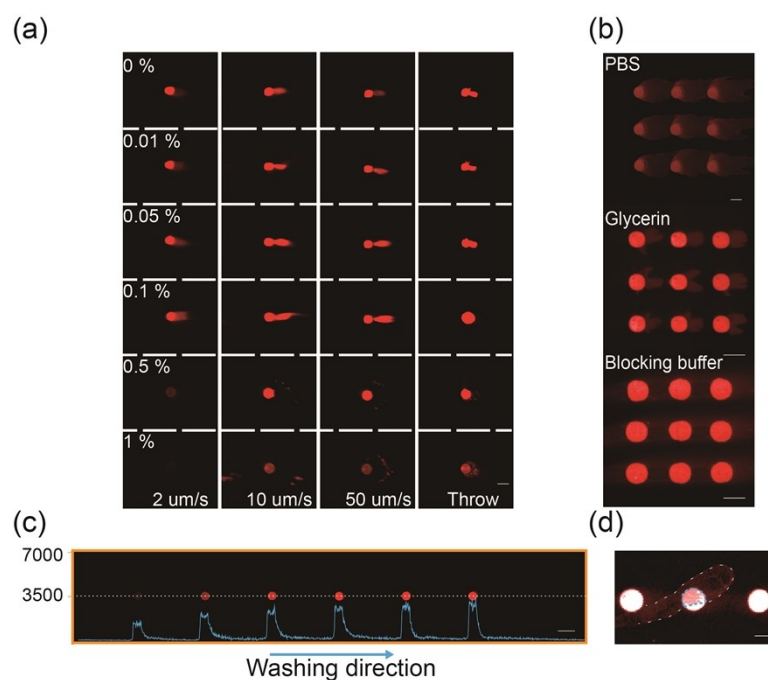 (a)
0 %
0.01 %
0.05 %
0.1 %
0.5 %
1 %
2 um/s
10 um/s
50 um/s
Throw
(b)
PBS
Glycerin
Blocking buffer
(c)
7000
3500
Washing direction
(d)